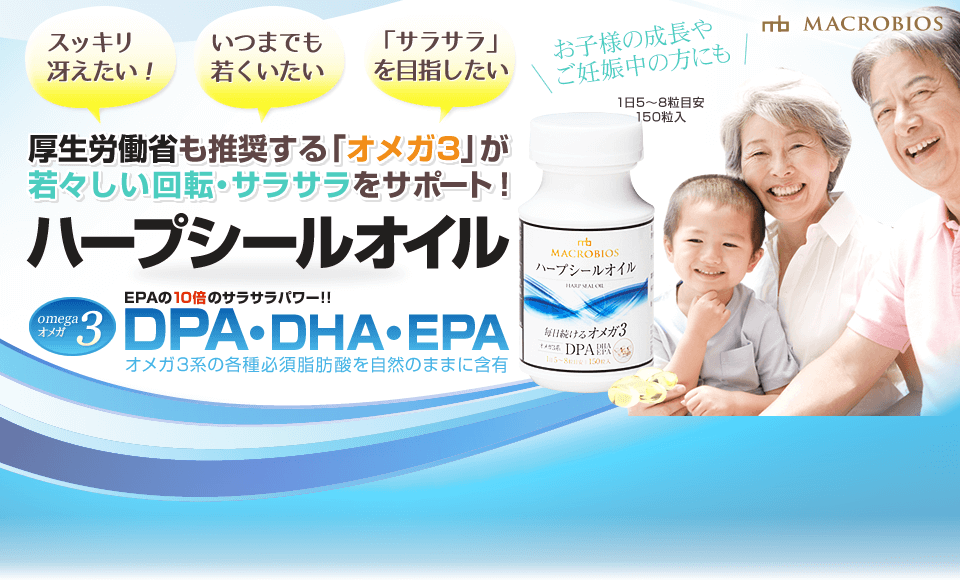 MACROBIOS
スッキリ
冴えたい！
いつまでも
若くいたい
「サラサラ」
を目指したい
お子様の成長や
ご妊娠中の方にも
1日5～8粒目安
150粒入
厚生労働省も推奨する「オメガ3」が
若々しい回転・サラサラをサポート！
ハープシールオイル
EPAの10倍のサラサラパワー!!
omega
オメガ
3
DPA・DHA・EPA
オメガ3系の各種必須脂肪酸を自然のままに含有
MACROBIOS
ハープシールオイル
HARP SEAL OIL
毎日続けるオメガ3
オメガ3系 DPA DHA EPA